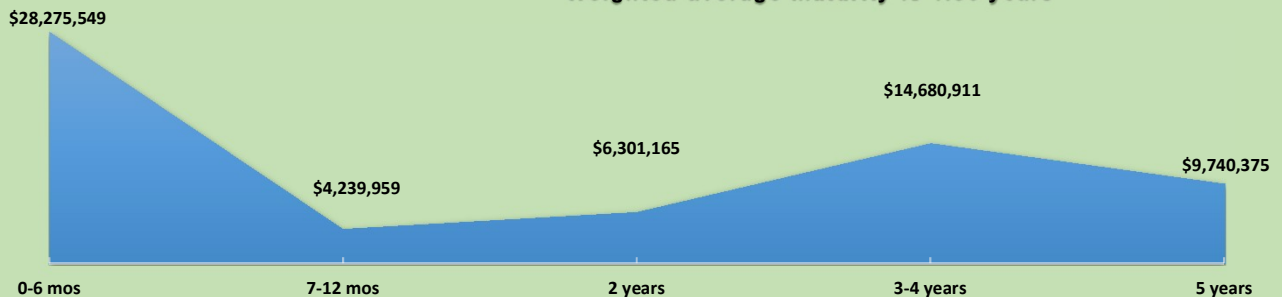 $28,275,549
$14,680,911
$6,301,165
$9,740,375
$4,239,959
0-6 mos
7-12 mos
2 years
3-4 years
5 years